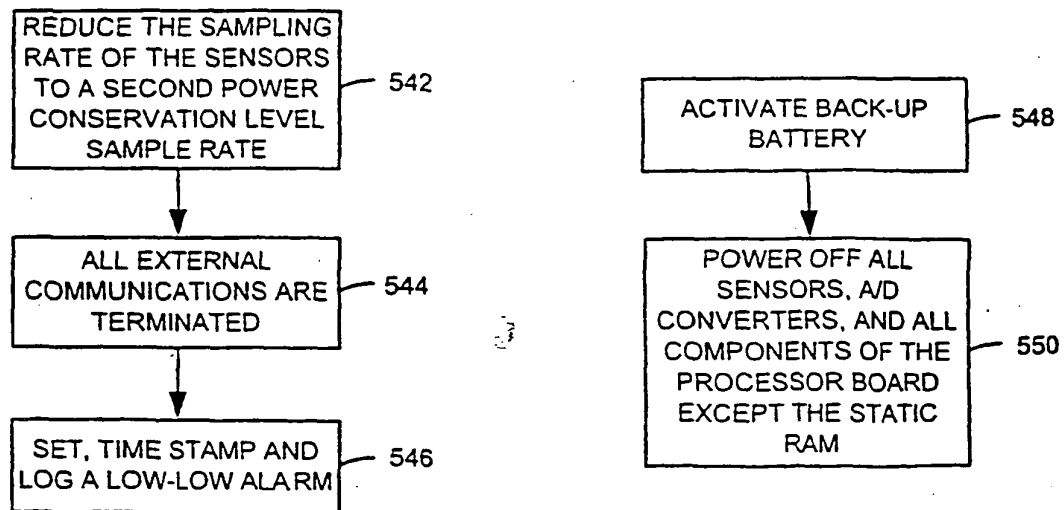 REDUCE THE SAMPLING
RATE OF THE SENSORS
TO A SECOND POWER
CONSERVATION LEVEL
SAMPLE RATE
542
ALL EXTERNAL
COMMUNICATIONS ARE
TERMINATED
544
SET, TIME STAMP AND
LOG A LOW-LOW ALARM
546
ACTIVATE BACK-UP
BATTERY
548
POWER OFF ALL
SENSORS, A/D
CONVERTERS, AND ALL
COMPONENTS OF THE
PROCESSOR BOARD
EXCEPT THE STATIC
RAM
550